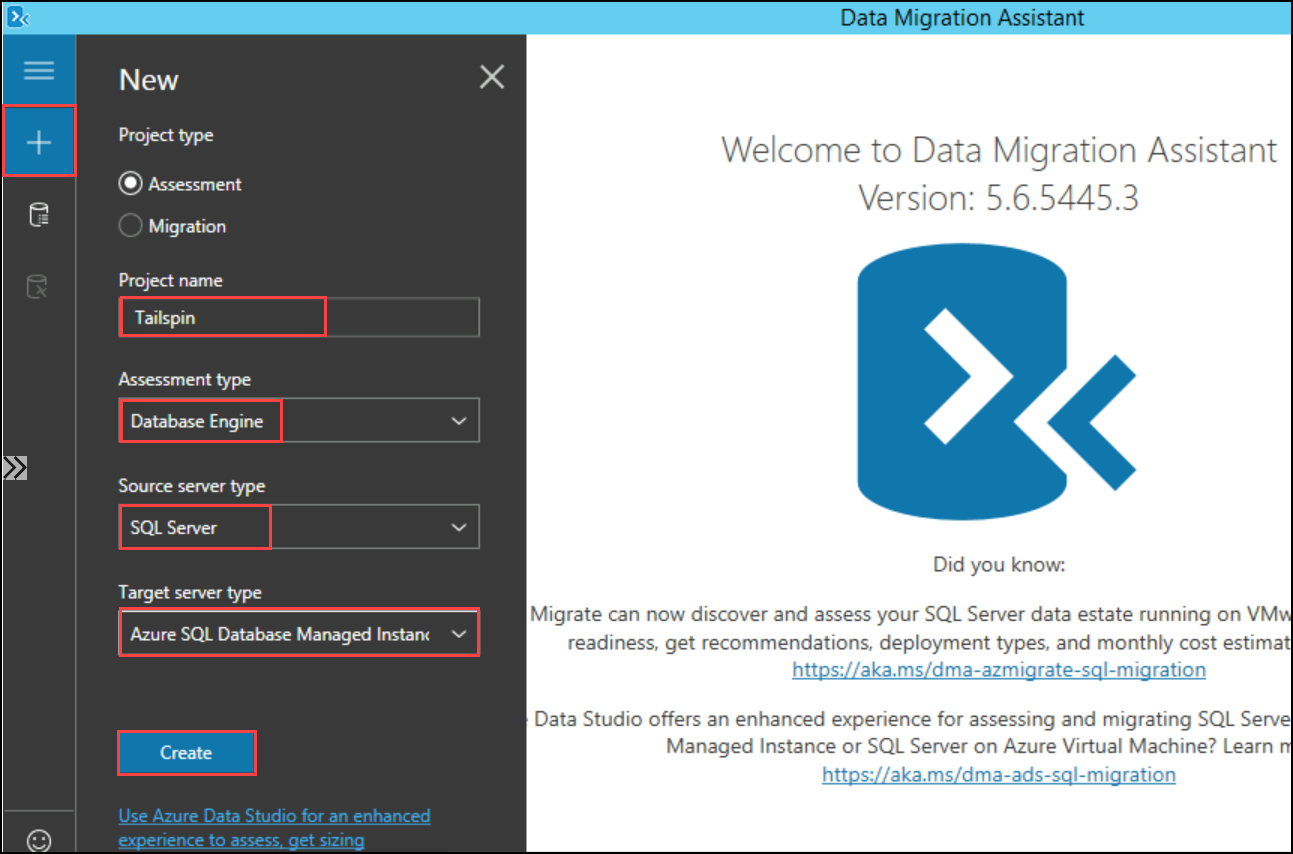 Data Migration Assistant
New
Project type
Assessment
Migration
Project name
Tailspin
Assessment type
Database Engine
Source server type
SQL Server
Target server type
Azure SQL Database Managed Instanc
Create
Use Azure Data Studio for an enhanced
experience to assess, get sizing
Welcome to Data Migration Assistant
Version: 5.6.5445.3
Did you know:
Migrate can now discover and assess your SQL Server data estate running on VMw
readiness, get recommendations, deployment types, and monthly cost estimat
https://aka.ms/dma-azmigrate-sql-migration
Data Studio offers an enhanced experience for assessing and migrating SQL Serve
Managed Instance or SQL Server on Azure Virtual Machine? Learn m
https://aka.ms/dma-ads-sql-migration